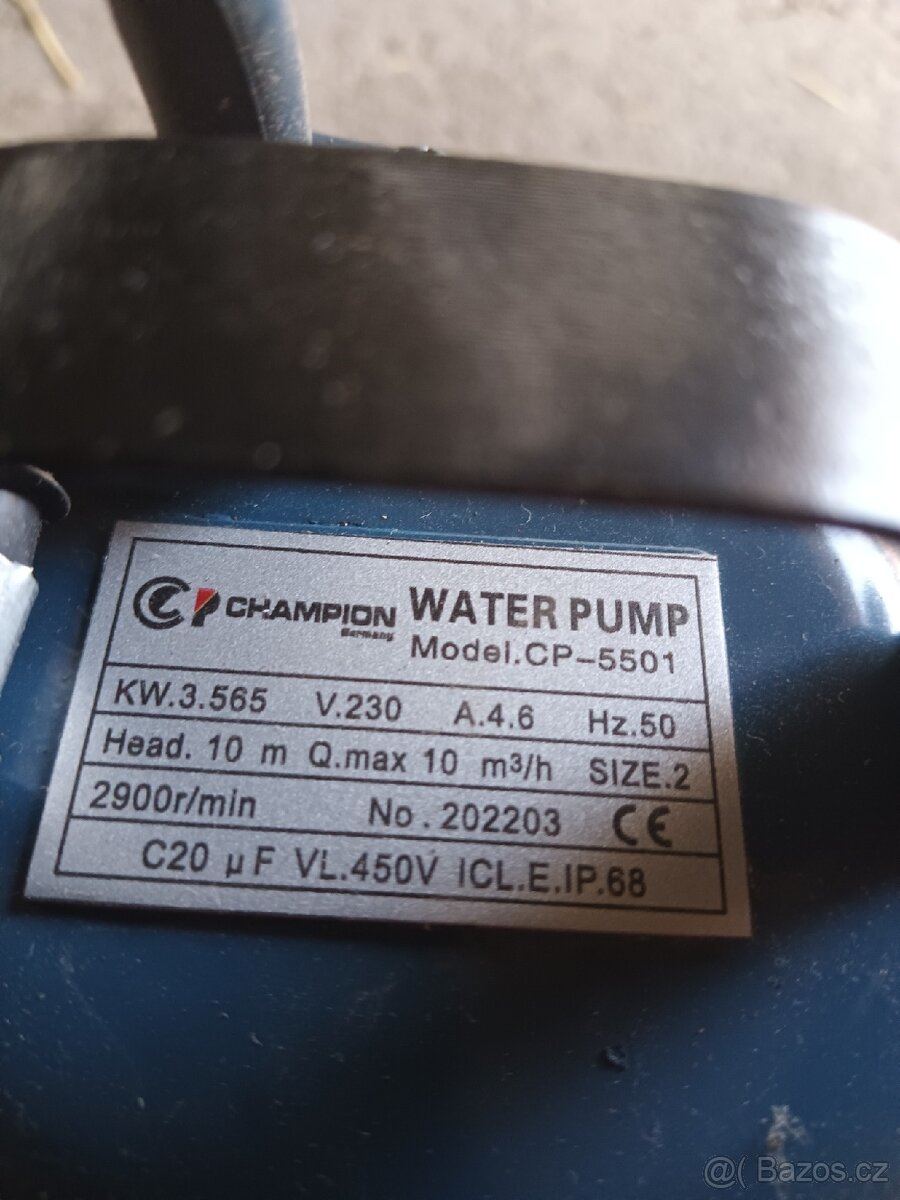 CP CHAMPION WATER PUMP
Germany
Model.CP-5501
KW.3.565 V.230 A.4.6 Hz.50
Head. 10 m Q.max 10 m³/h SIZE.2
2900r/min No.202203 CE
C20 µF VL.450V ICL.E.IP.68
@( Bazos.cz